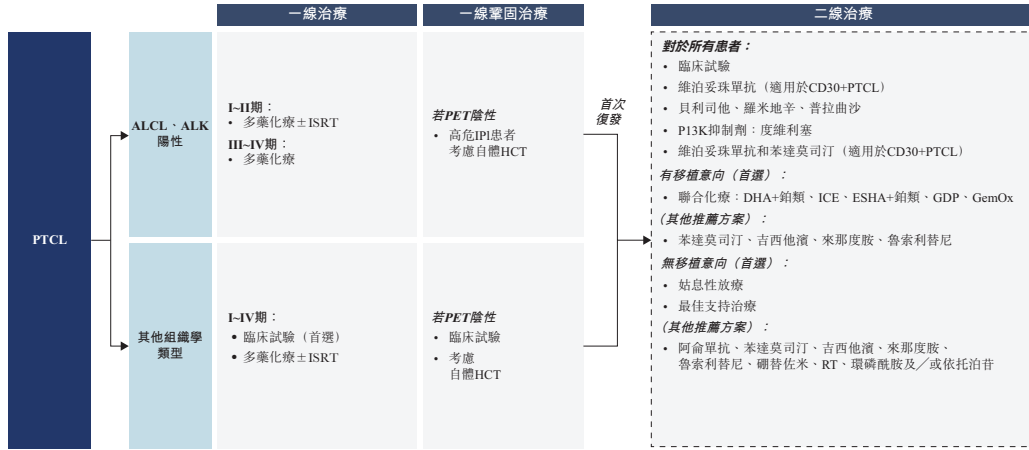 一線治療
一線鞏固治療
二線治療
PTCL
ALCL、ALK
陽性
I~II期：
• 多藥化療±ISRT
III~IV期：
• 多藥化療
若PET陰性
• 高危IPI患者
考慮自體HCT
其他組織學
類型
I~IV期：
• 臨床試驗（首選）
• 多藥化療±ISRT
若PET陰性
• 臨床試驗
• 考慮
自體HCT
首次
復發
對於所有患者：
• 臨床試驗
• 維泊妥珠單抗（適用於CD30+PTCL）
• 貝利司他、羅米地辛、普拉曲沙
• P13K抑制劑：度維利塞
• 維泊妥珠單抗和苯達莫司汀（適用於CD30+PTCL）
有移植意向（首選）：
• 聯合化療：DHA+鉑類、ICE、ESHA+鉑類、GDP、GemOx
（其他推薦方案）：
• 苯達莫司汀、吉西他濱、來那度胺、魯索利替尼
無移植意向（首選）：
• 姑息性放療
• 最佳支持治療
（其他推薦方案）：
• 阿侖單抗、苯達莫司汀、吉西他濱、來那度胺、
魯索利替尼、硼替佐米、RT、環磷酰胺及╱或依托泊苷